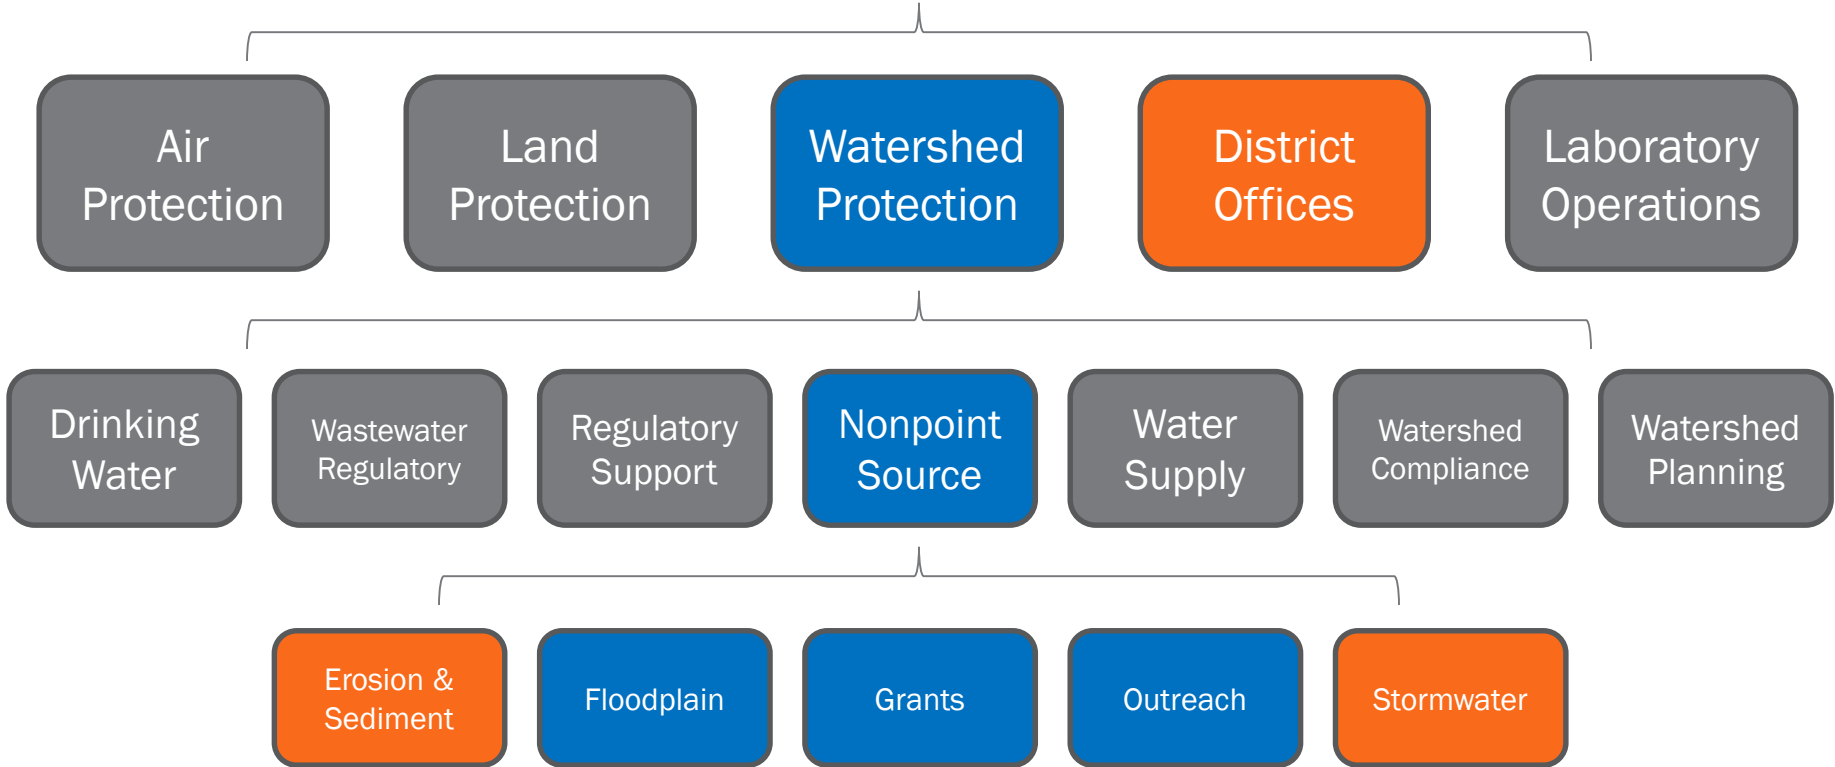 Air
Protection
Land
Protection
Watershed
Protection
District
Offices
Laboratory
Operations
Drinking
Water
Wastewater
Regulatory
Regulatory
Support
Nonpoint
Source
Water
Supply
Watershed
Compliance
Watershed
Planning
Erosion &
Sediment
Floodplain
Grants
Outreach
Stormwater